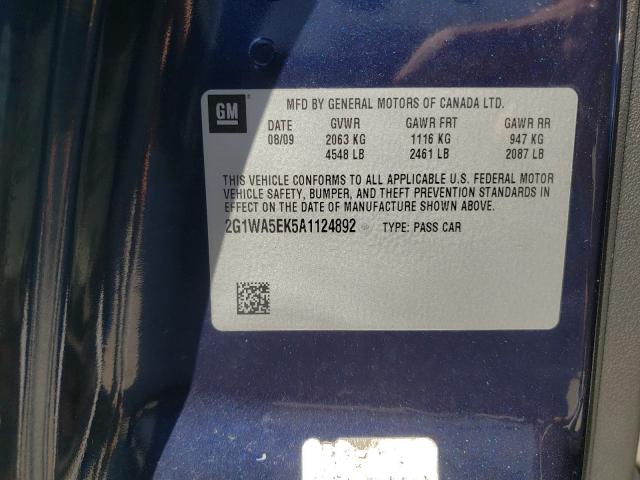 GM
MFD BY GENERAL MOTORS OF CANADA LTD.
DATE GVWR GAWR FRT GAWR RR
08/09 2063 KG 1116 KG 947 KG
4548 LB 2461 LB 2087 LB
THIS VEHICLE CONFORMS TO ALL APPLICABLE U.S. FEDERAL MOTOR
VEHICLE SAFETY, BUMPER, AND THEFT PREVENTION STANDARDS IN
EFFECT ON THE DATE OF MANUFACTURE SHOWN ABOVE.
2G1WA5EK5A1124892 TYPE: PASS CAR